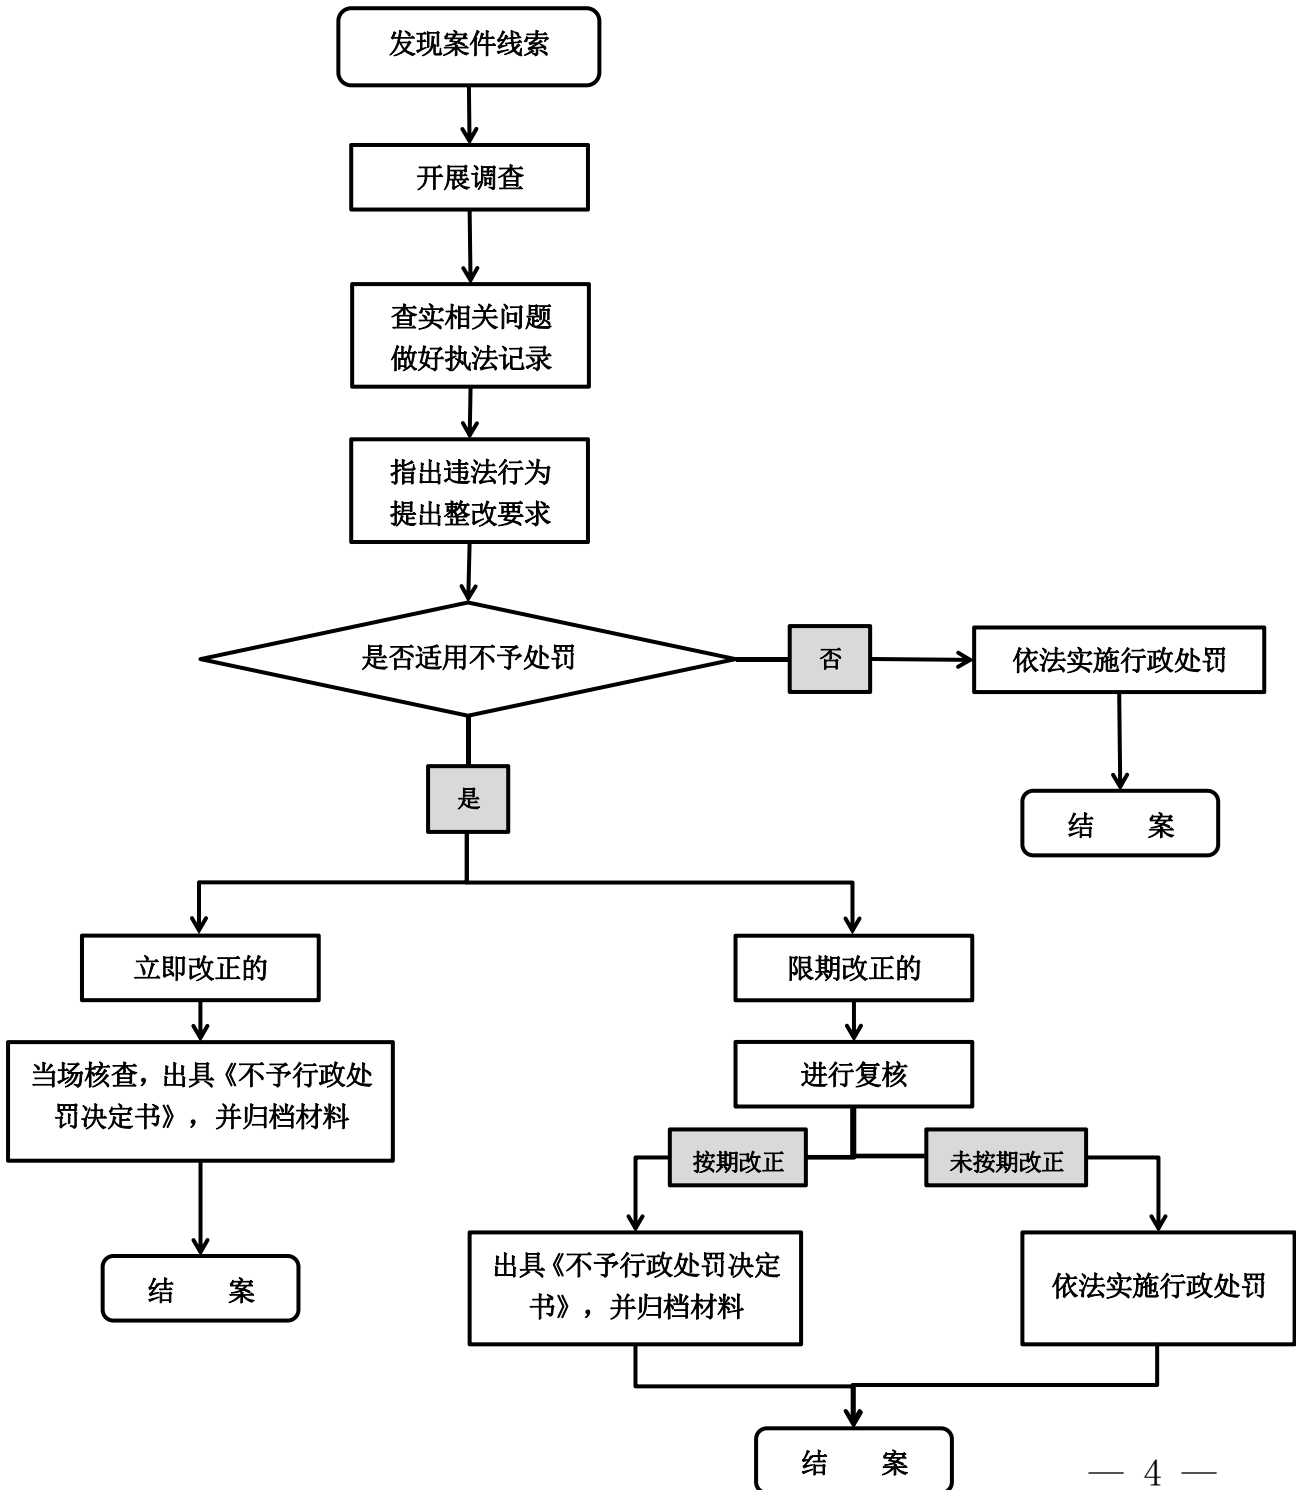 发现案件线索
开展调查
查实相关问题
做好执法记录
指出违法行为
提出整改要求
是否适用不予处罚
否
依法实施行政处罚
是
结 案
立即改正的
限期改正的
当场核查，出具《不予行政处
罚决定书》，并归档材料
进行复核
按期改正
未按期改正
结 案
出具《不予行政处罚决定
书》，并归档材料
依法实施行政处罚
结 案
— 4 —